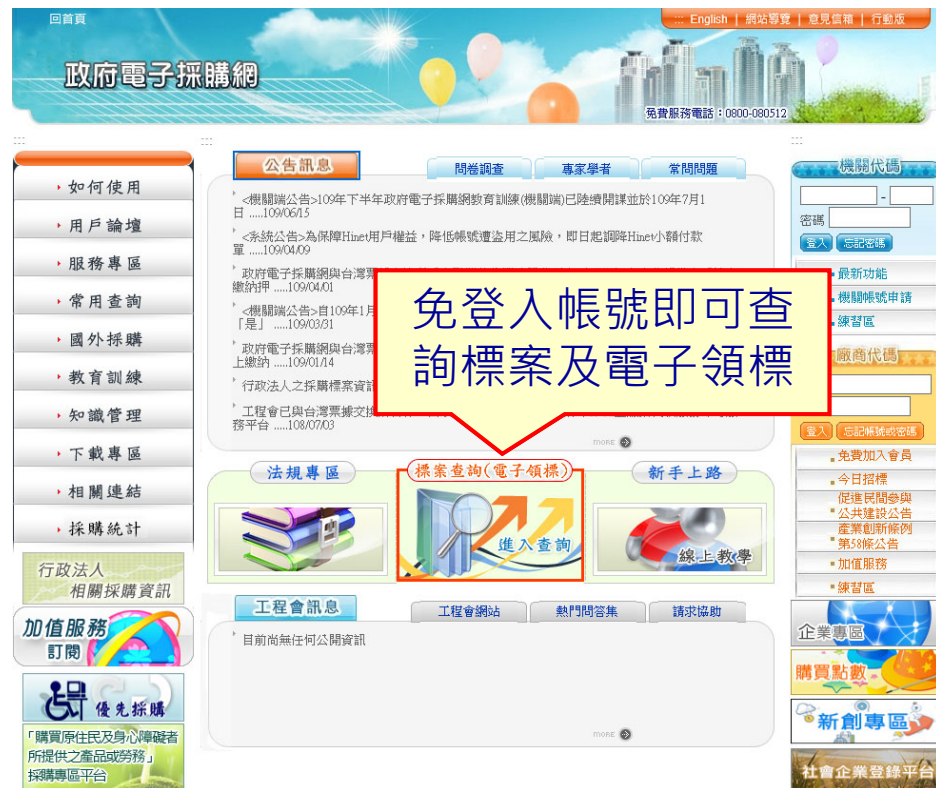 回首頁
::: English | 網站導覽 | 意見信箱 | 行動版
政府電子採購網
免費服務電話：0800-080512
:::
如何使用
用戶論壇
服務專區
常用查詢
國外採購
教育訓練
知識管理
下載專區
相關連結
採購統計
行政法人
相關採購資訊
加值服務
訂閱
優先採購
「購買原住民及身心障礙者
所提供之產品或勞務」
採購專區平台
:::
公告訊息
問卷調查
專家學者
常問問題
<機關端公告>109年下半年政府電子採購網教育訓練(機關端)已陸續開課並於109年7月1
日 .....109/06/15
<系統公告>為保障Hinet用戶權益，降低帳號遭盜用之風險，即日起調降Hinet小額付款
單 .....109/04/09
政府電子採購網與台灣票
繳納押 .....109/04/01
<機關端公告>自109年1月
「是」 .....109/03/31
政府電子採購網與台灣票
上繳納 .....109/01/14
行政法人之採購標案資訊
工程會已與台灣票據交換
務平台 .....108/07/03
more
免登入帳號即可查
詢標案及電子領標
法規專區
標案查詢(電子領標)
新手上路
進入查詢
線上教學
工程會訊息
工程會網站
熱門問答集
請求協助
目前尚無任何公開資訊
more
:::
機關代碼
-
密碼
登入
忘記密碼
最新功能
機關帳號申請
練習區
廠商代碼
登入
忘記帳號或密碼
免費加入會員
今日招標
促進民間參與
公共建設公告
產業創新條例
第58條公告
加值服務
練習區
企業專區
購買點數
新創專區
社會企業登錄平台